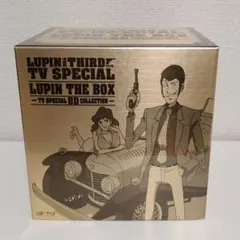 LUPIN THE THIRD
TV SPECIAL
LUPIN THE BOX
TV SPECIAL BD COLLECTION